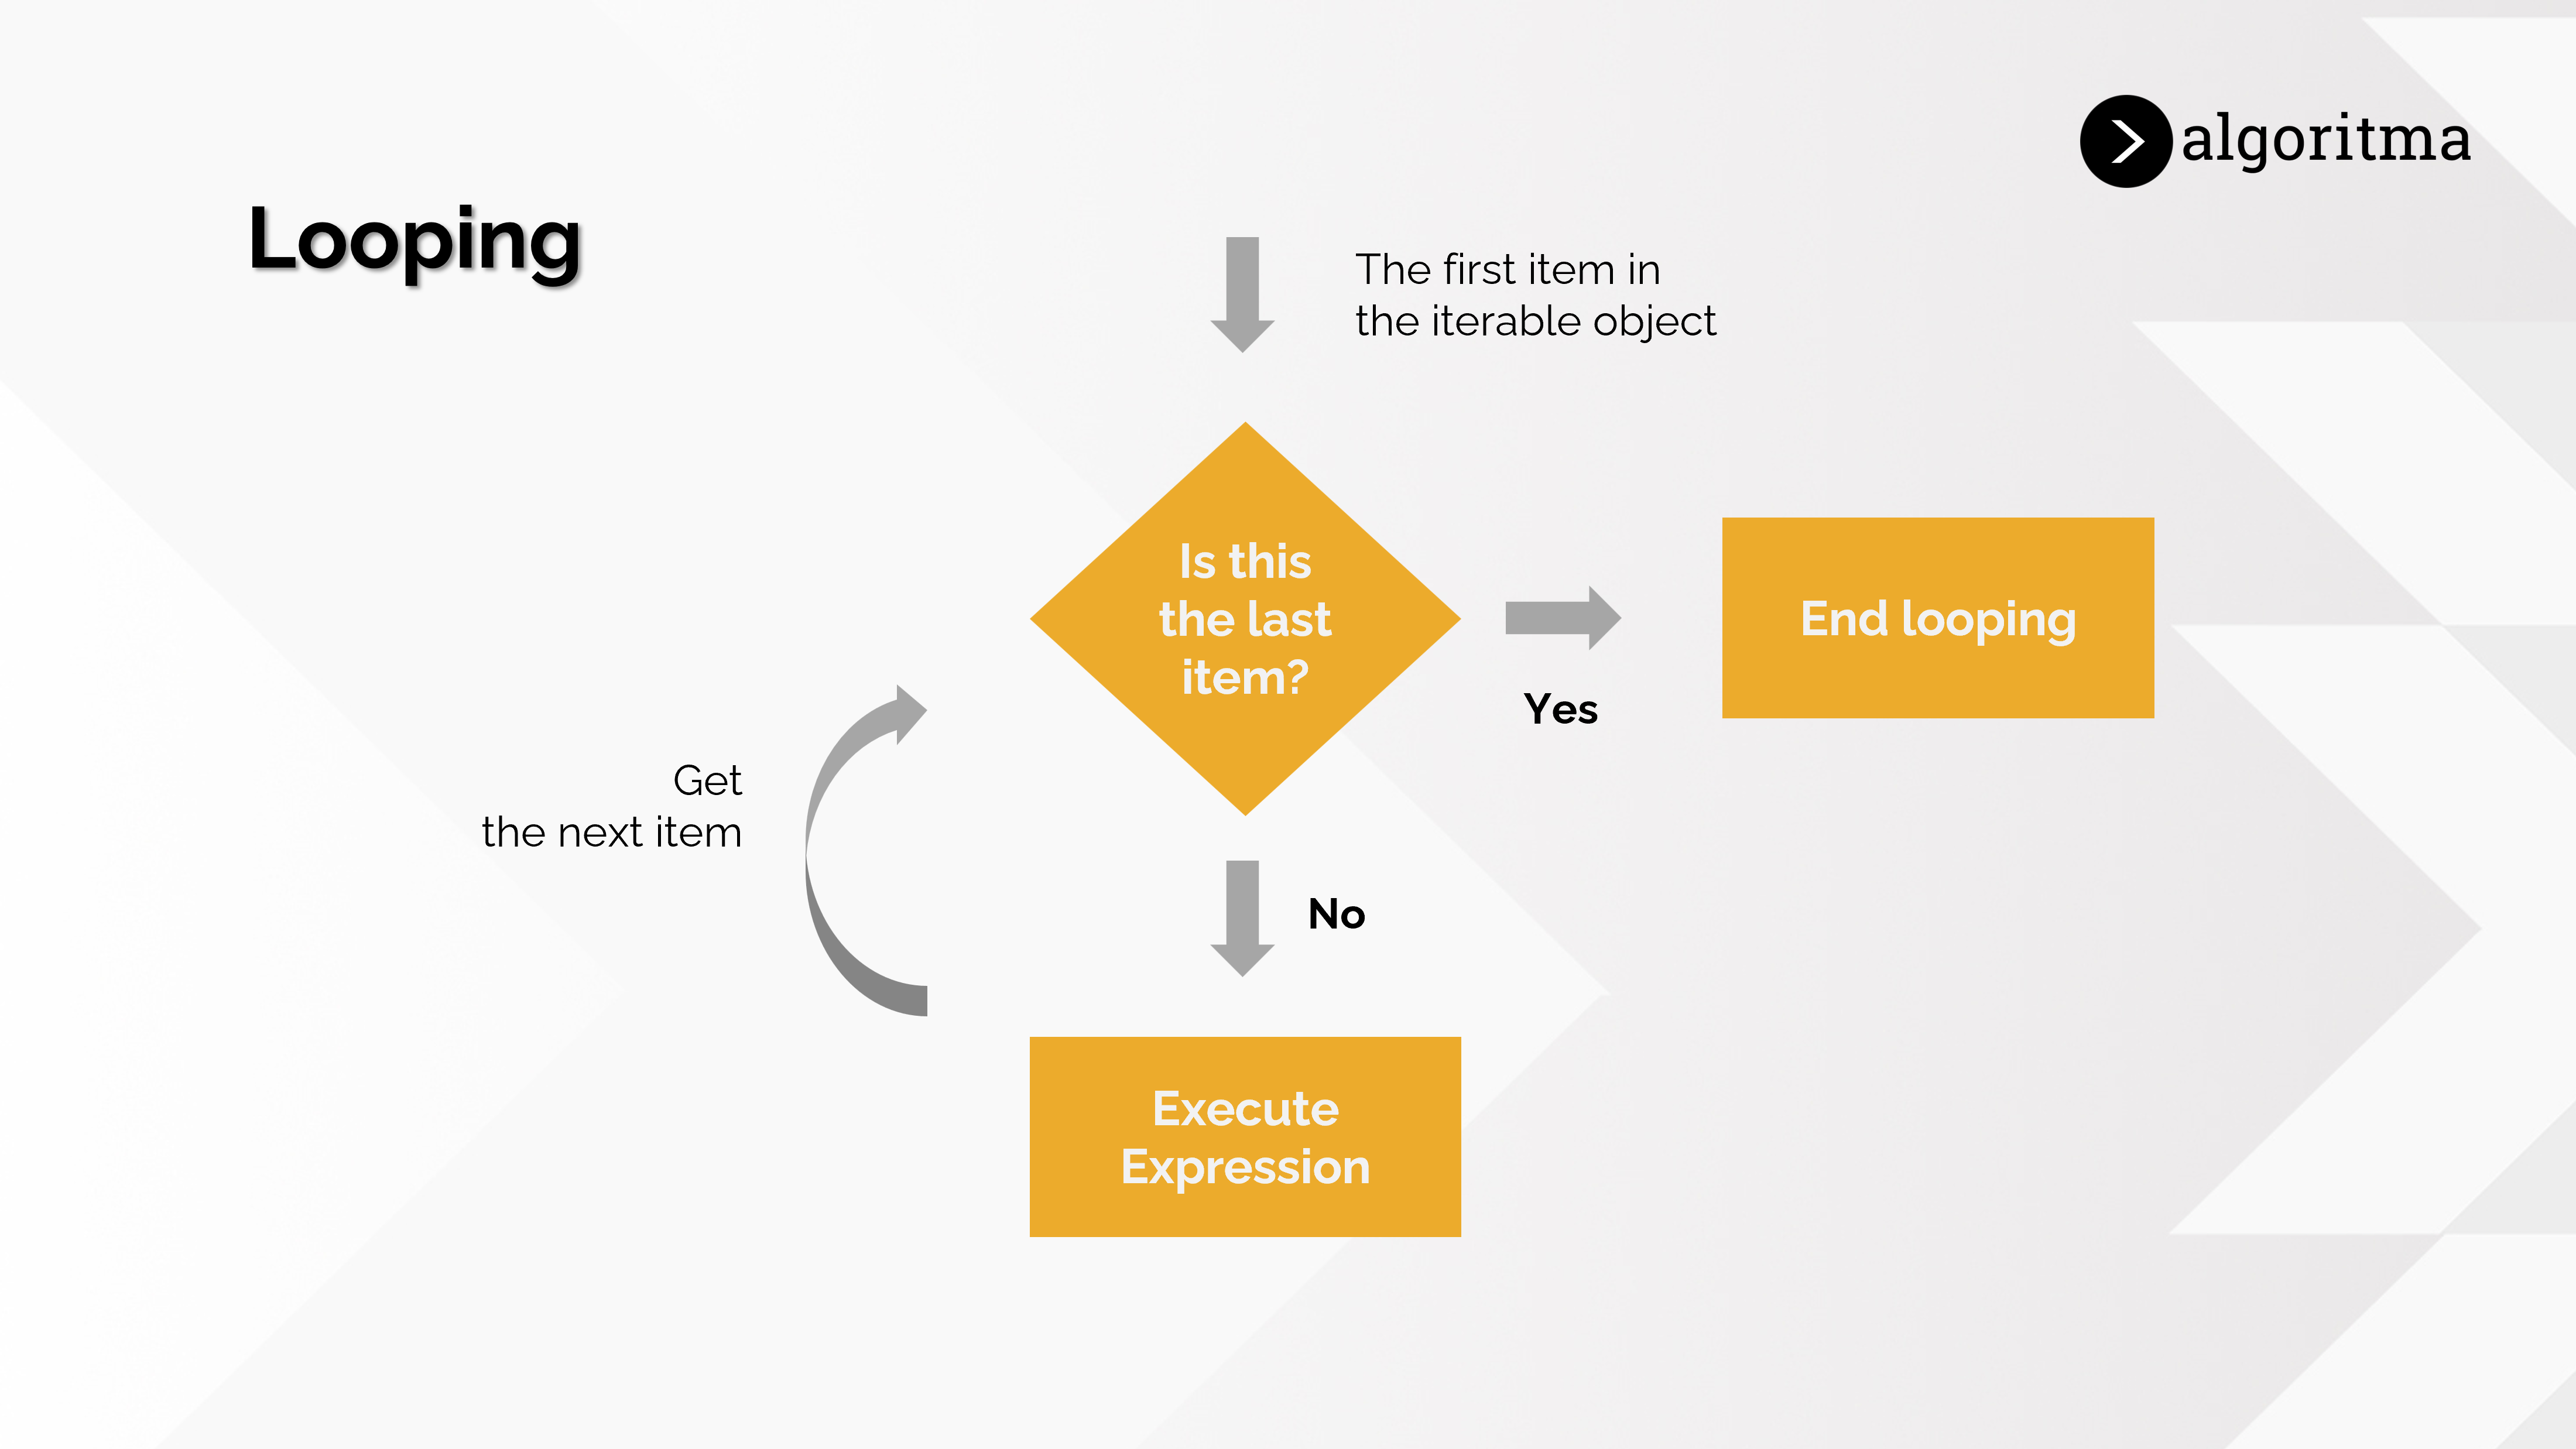 algoritma
Looping
The first item in
the iterable object
Is this
the last
item?
End looping
Yes
Get
the next item
No
Execute
Expression